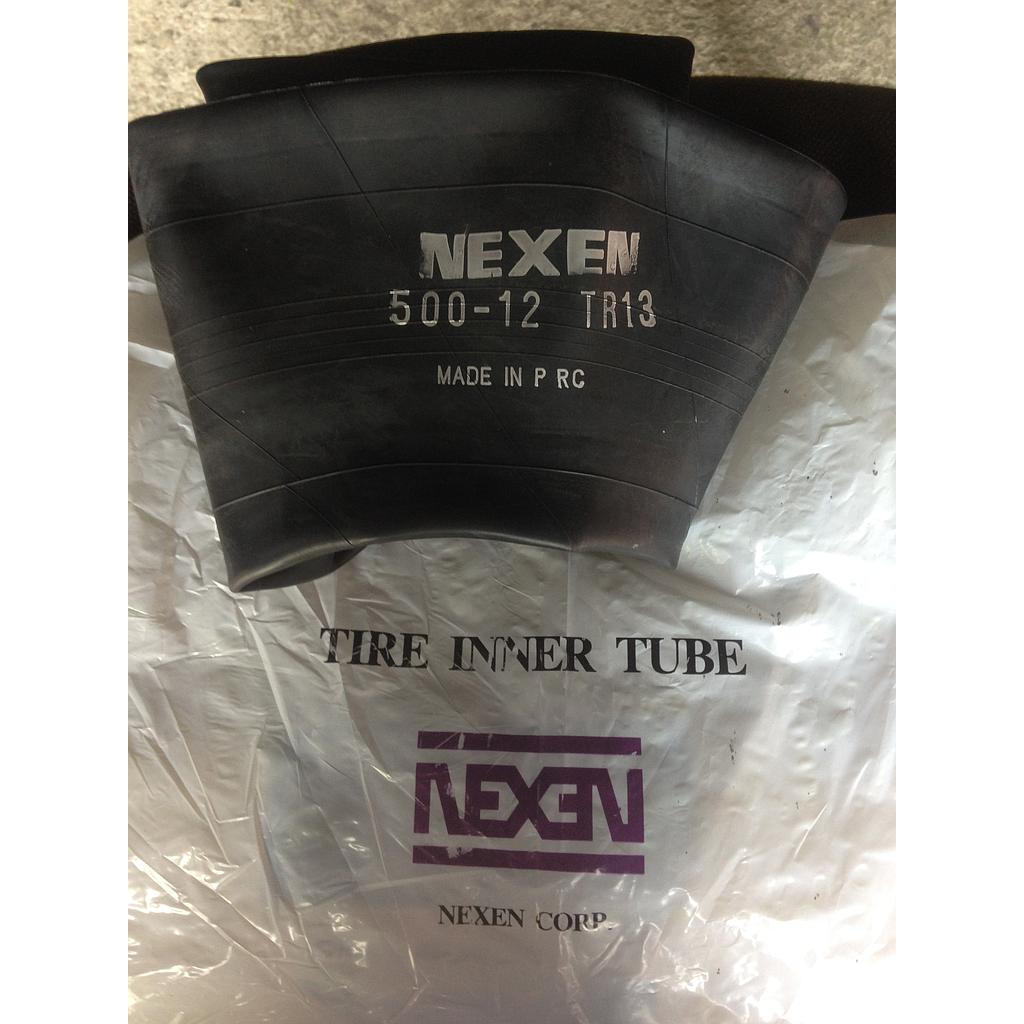 NEXEN
500-12 TR13
MADE IN P RC
TIRE INNER TUBE
NEXEN
NEXEN CORP.